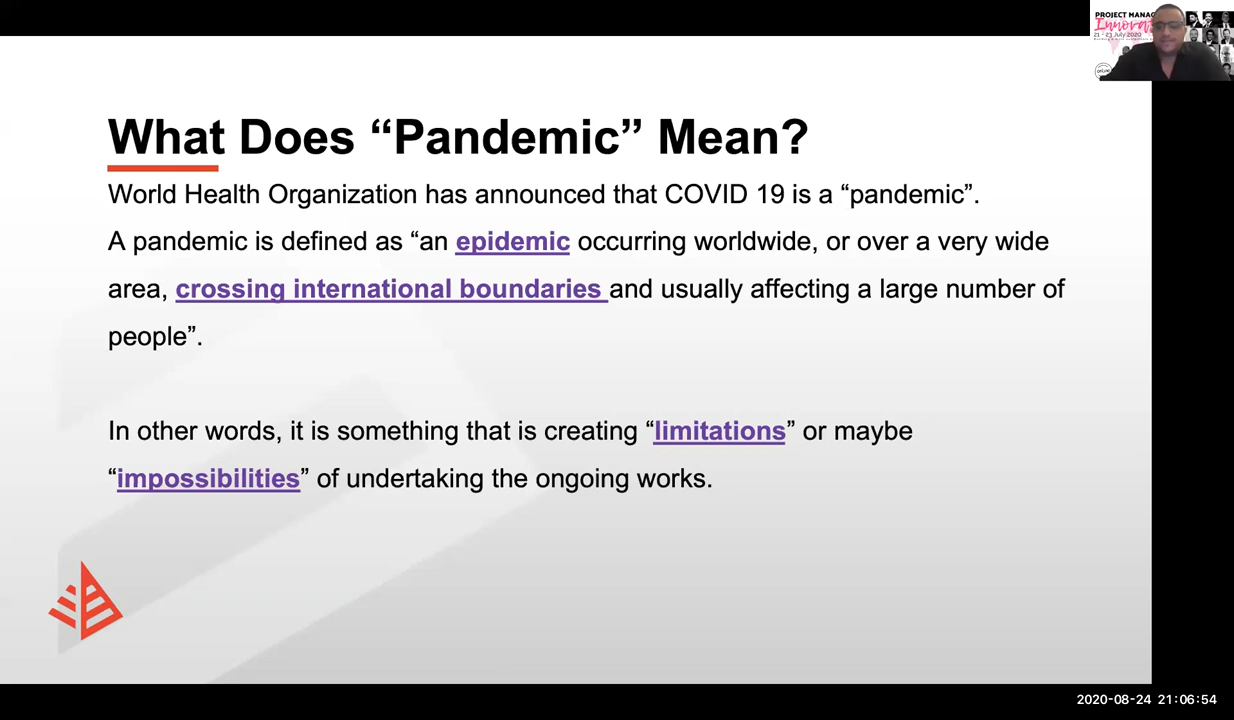 PROJECT MANAG
Innovat
21 - 23 July 2020
What Does “Pandemic” Mean?
World Health Organization has announced that COVID 19 is a “pandemic”.
A pandemic is defined as “an epidemic occurring worldwide, or over a very wide
area, crossing international boundaries and usually affecting a large number of
people”.
In other words, it is something that is creating “limitations” or maybe
“impossibilities” of undertaking the ongoing works.
2020-08-24 21:06:54